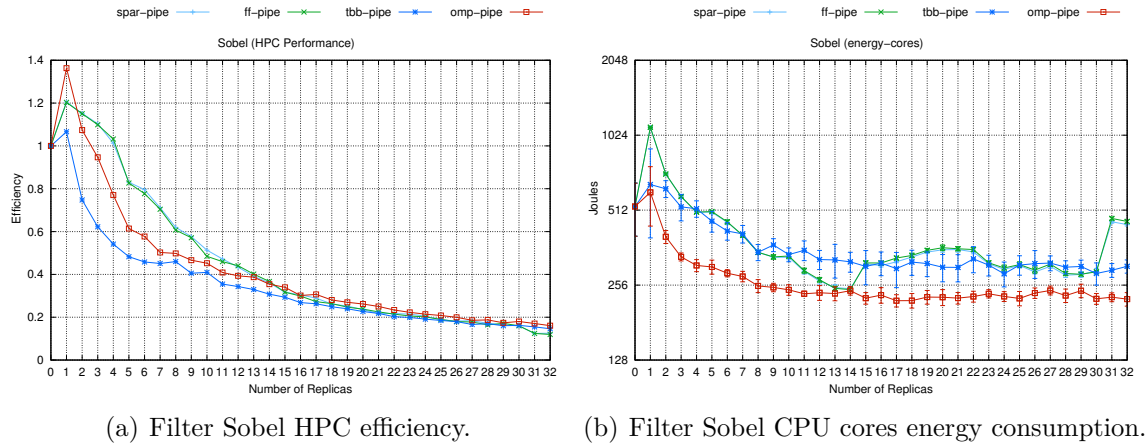 spar-pipe ff-pipe tbb-pipe omp-pipe
Sobel (HPC Performance)
1.4
1.2
1
0.8
0.6
0.4
0.2
0
Efficiency
0 1 2 3 4 5 6 7 8 9 10 11 12 13 14 15 16 17 18 19 20 21 22 23 24 25 26 27 28 29 30 31 32
Number of Replicas
(a) Filter Sobel HPC efficiency.
spar-pipe ff-pipe tbb-pipe omp-pipe
Sobel (energy-cores)
2048
1024
512
256
128
Joules
0 1 2 3 4 5 6 7 8 9 10 11 12 13 14 15 16 17 18 19 20 21 22 23 24 25 26 27 28 29 30 31 32
Number of Replicas
(b) Filter Sobel CPU cores energy consumption.